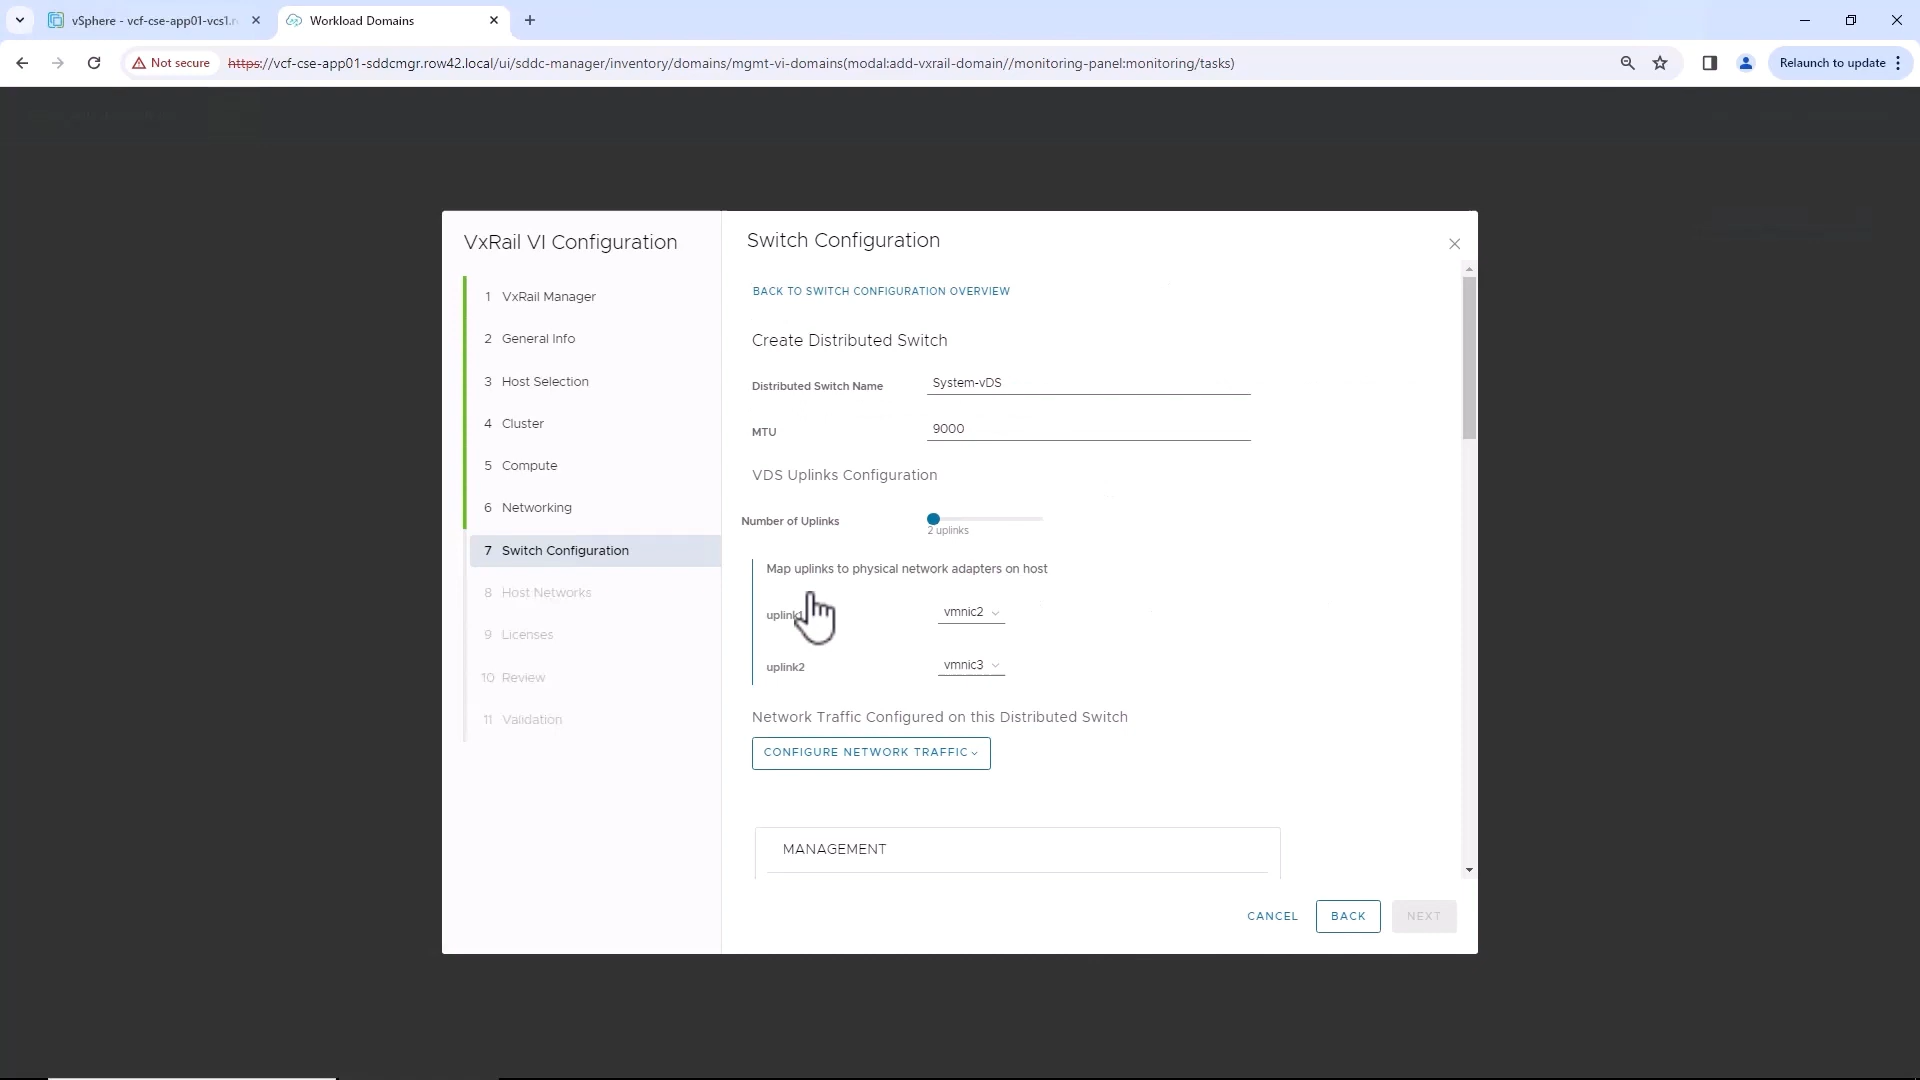 vSphere - vcf-cse-app01-vcs1.r
Workload Domains
Not secure
https://vcf-cse-app01-sddcmgr.row42.local/ui/sddc-manager/inventory/domains/mgmt-vi-domains(modal:add-vxrail-domain//monitoring-panel:monitoring/tasks)
Relaunch to update
VxRail VI Configuration
1 VxRail Manager
2 General Info
3 Host Selection
4 Cluster
5 Compute
6 Networking
7 Switch Configuration
8 Host Networks
9 Licenses
10 Review
11 Validation
Switch Configuration
BACK TO SWITCH CONFIGURATION OVERVIEW
Create Distributed Switch
Distributed Switch Name System-vDS
MTU 9000
VDS Uplinks Configuration
Number of Uplinks
2 uplinks
Map uplinks to physical network adapters on host
uplink1 vmnic2
uplink2 vmnic3
Network Traffic Configured on this Distributed Switch
CONFIGURE NETWORK TRAFFIC
MANAGEMENT
CANCEL BACK NEXT